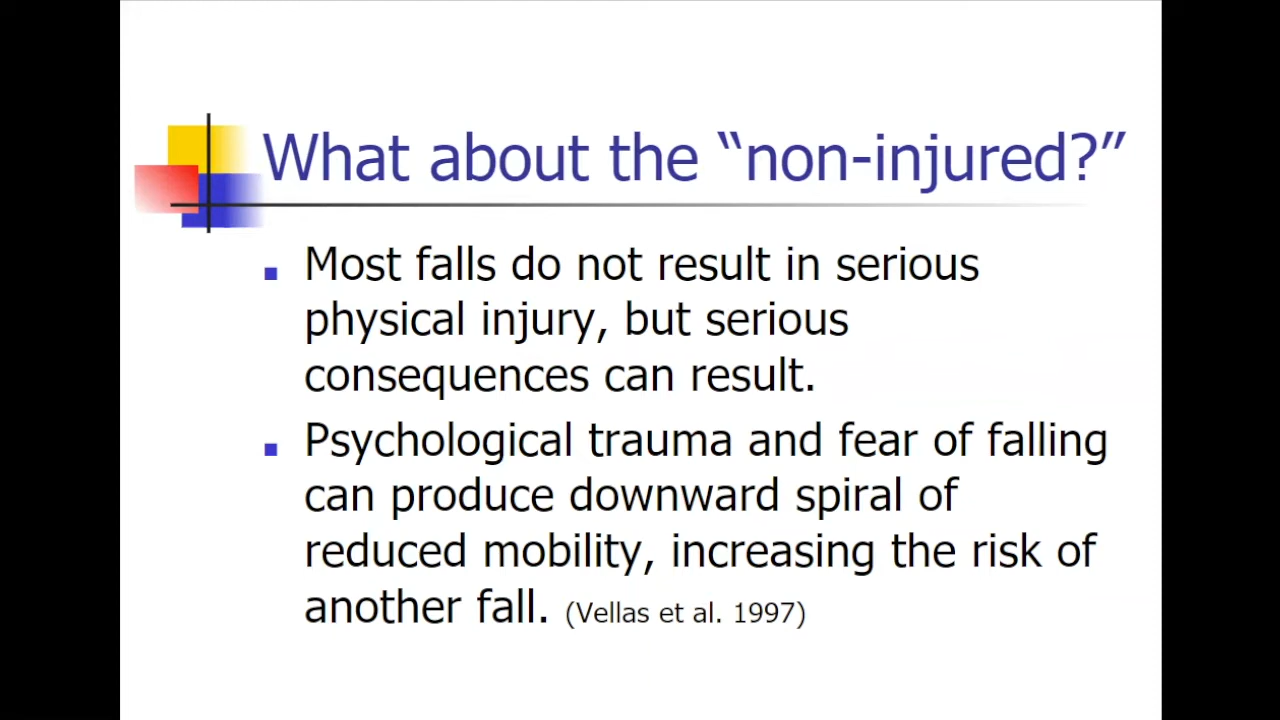 What about the “non-injured?”
Most falls do not result in serious
physical injury, but serious
consequences can result.
Psychological trauma and fear of falling
can produce downward spiral of
reduced mobility, increasing the risk of
another fall. (Vellas et al. 1997)